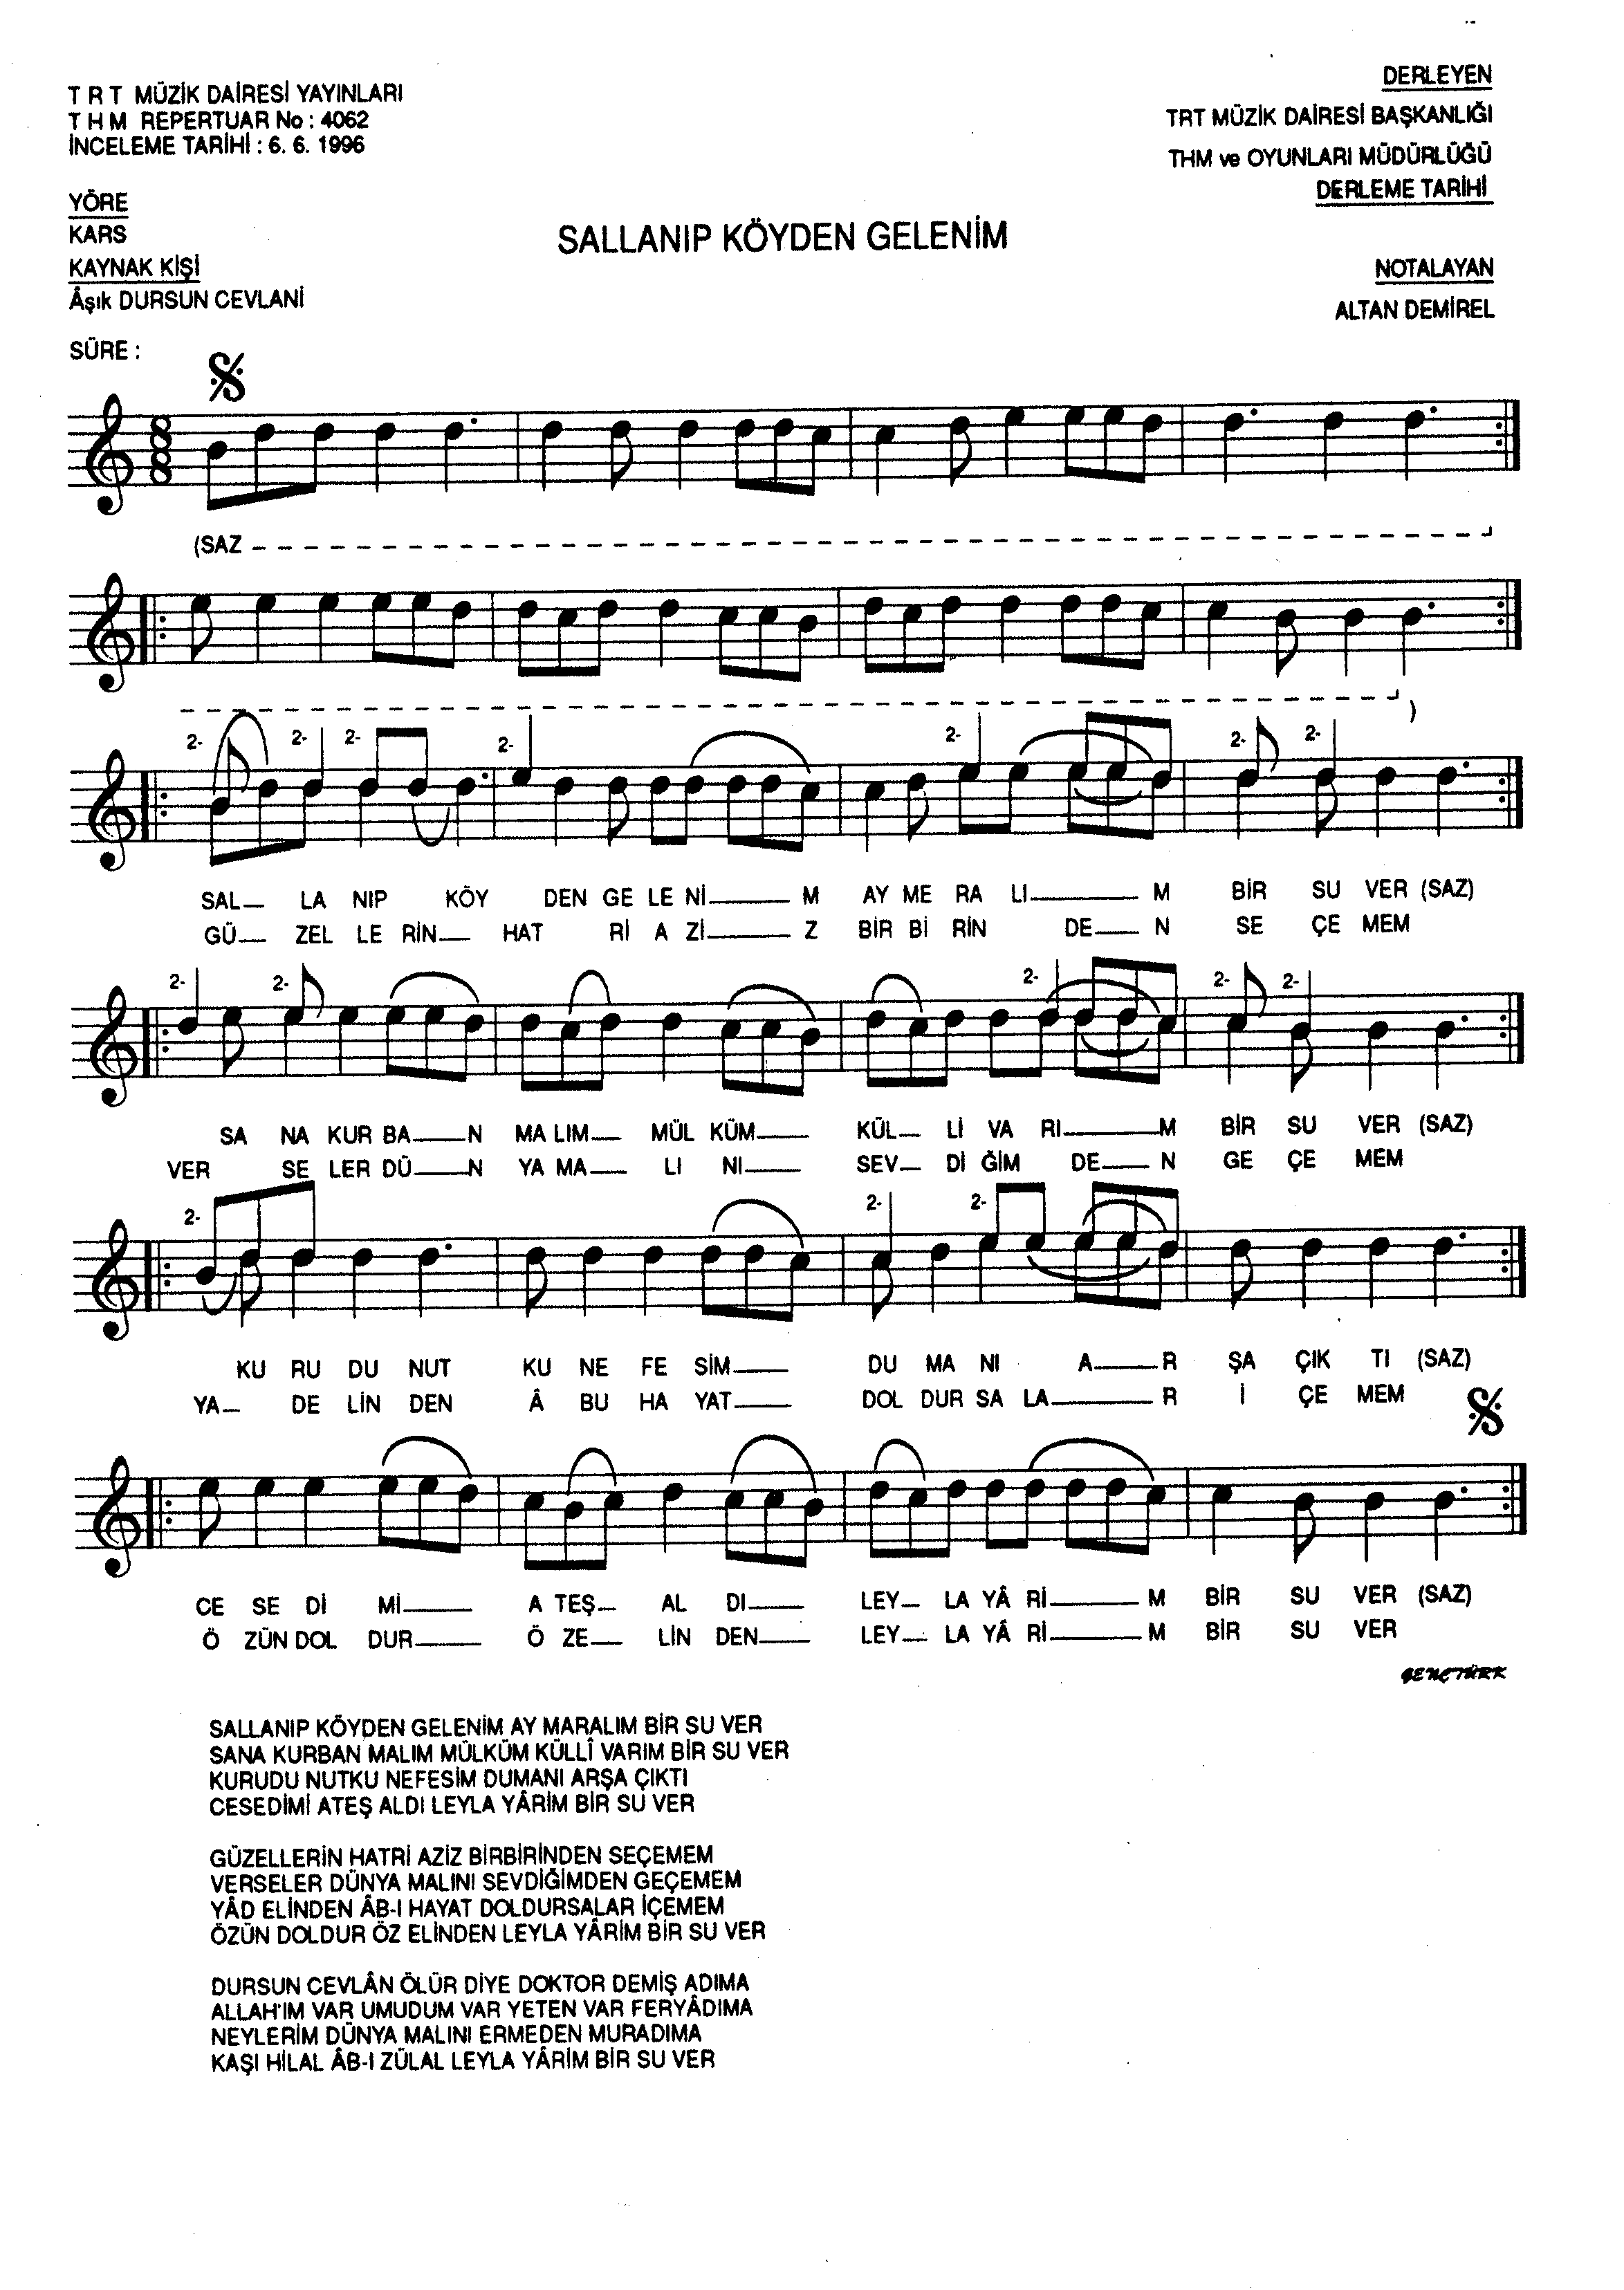 T R T MÜZİK DAİRESİ YAYINLARI
T H M REPERTUAR No : 4062
İNCELEME TARİHİ : 6. 6. 1996
YÖRE
KARS
KAYNAK KİŞİ
Âşık DURSUN CEVLANİ
SÜRE :
SALLANIP KÖYDEN GELENİM
DERLEYEN
TRT MÜZİK DAİRESİ BAŞKANLIĞI
THM ve OYUNLARI MÜDÜRLÜĞÜ
DERLEME TARİHİ
NOTALAYAN
ALTAN DEMİREL
8
8
8
(SAZ
)
2- 2- 2- 2- 2- 2- 2-
SAL LA NIP KÖY DEN GE LE Nİ M AY ME RA LI M BİR SU VER (SAZ)
GÜ ZEL LE RİN HAT Rİ A Zİ Z BİR Bİ RİN DE N SE ÇE MEM
2- 2- 2- 2- 2-
SA NA KUR BA N MA LIM MÜL KÜM KÜL Lİ VA RI M BİR SU VER (SAZ)
VER SE LER DÜ N YA MA LI NI SEV Dİ ĞİM DE N GE ÇE MEM
2- 2- 2-
KU RU DU NUT KU NE FE SİM DU MA NI A R ŞA ÇIK TI (SAZ)
YA DE LİN DEN Â BU HA YAT DOL DUR SA LA R İ ÇE MEM
CE SE Dİ Mİ A TEŞ AL DI LEY LA YÂ Rİ M BİR SU VER (SAZ)
Ö ZÜN DOL DUR Ö ZE LİN DEN LEY LA YÂ Rİ M BİR SU VER
GENÇTÜRK
SALLANIP KÖYDEN GELENİM AY MARALIM BİR SU VER
SANA KURBAN MALIM MÜLKÜM KÜLLÎ VARIM BİR SU VER
KURUDU NUTKU NEFESİM DUMANI ARŞA ÇIKTI
CESEDİMİ ATEŞ ALDI LEYLA YÂRİM BİR SU VER
GÜZELLERİN HATRİ AZİZ BİRBİRİNDEN SEÇEMEM
VERSELER DÜNYA MALINI SEVDİĞİMDEN GEÇEMEM
YÂD ELİNDEN ÂB-I HAYAT DOLDURSALAR İÇEMEM
ÖZÜN DOLDUR ÖZ ELİNDEN LEYLA YÂRİM BİR SU VER
DURSUN CEVLÂN ÖLÜR DİYE DOKTOR DEMİŞ ADIMA
ALLAH'IM VAR UMUDUM VAR YETEN VAR FERYÂDIMA
NEYLERİM DÜNYA MALINI ERMEDEN MURADIMA
KAŞI HİLAL ÂB-I ZÜLAL LEYLA YÂRİM BİR SU VER